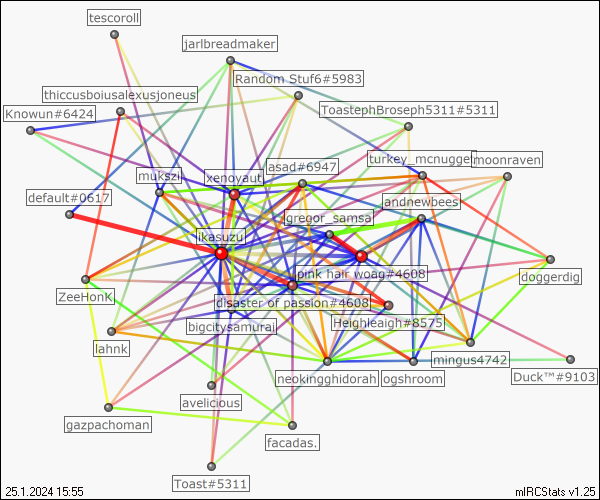 tescoroll
jarlbreadmaker
Random Stuf6#5983
thiccusboiusalexusjoneus
Knowun#6424
ToastephBroseph5311#5311
turkey_mcnugget
moonraven
asad#6947
xenoyaut
mukszi
default#0617
andnewbees
gregor_samsa
ikasuzu
pink hair woag#4608
doggerdig
ZeeHonK
disaster of passion#4608
bigcitysamurai
Heighleaigh#8575
lahnk
mingus4742
neokingghidorah
ogshroom
Duck™#9103
avelicious
gazpachoman
facadas.
Toast#5311
25.1.2024 15:55
mIRCStats v1.25